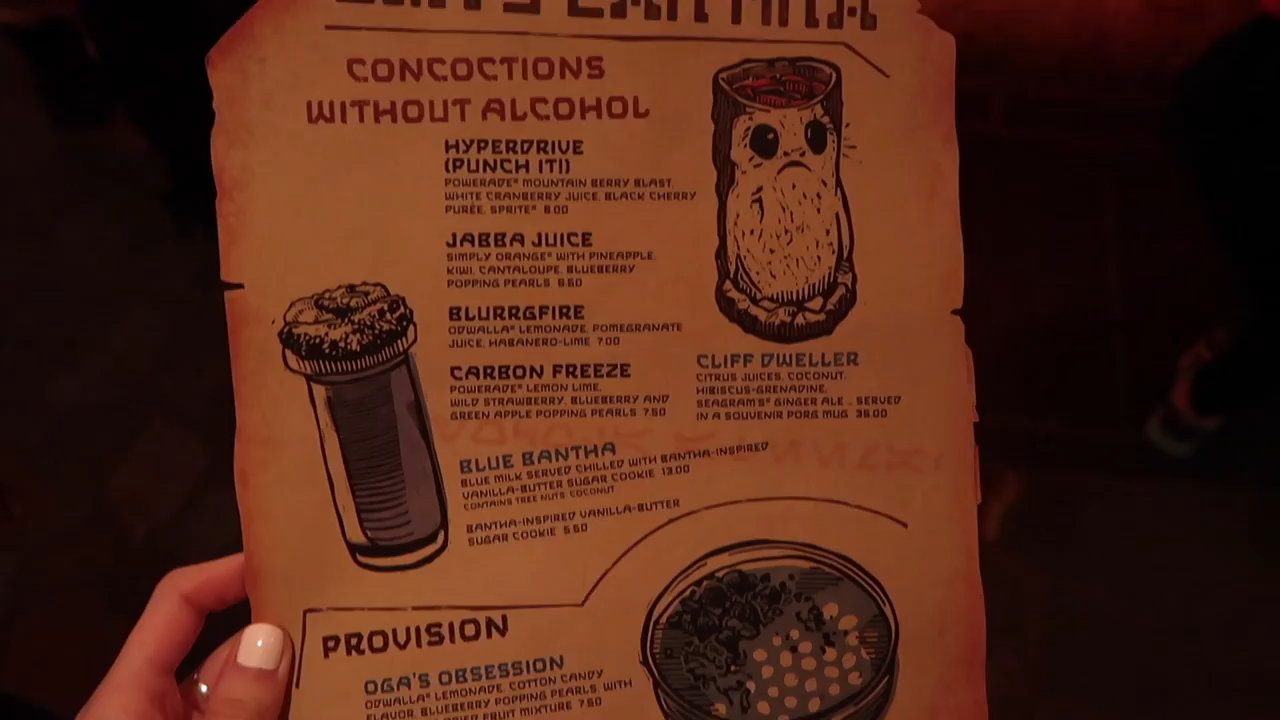 CONCOCTIONS
WITHOUT ALCOHOL
HYPERDRIVE
(PUNCH IT!)
POWERADE® MOUNTAIN BERRY BLAST,
WHITE CRANBERRY JUICE, BLACK CHERRY
PURÉE, SPRITE® 8.00
JABBA JUICE
SIMPLY ORANGE® WITH PINEAPPLE,
KIWI, CANTALOUPE, BLUEBERRY
POPPING PEARLS 6.50
BLURRGFIRE
ODWALLA® LEMONADE, POMEGRANATE
JUICE, HABANERO-LIME 7.00
CARBON FREEZE
POWERADE® LEMON LIME,
WILD STRAWBERRY, BLUEBERRY AND
GREEN APPLE POPPING PEARLS 7.50
CLIFF DWELLER
CITRUS JUICES, COCONUT,
HIBISCUS-GRENADINE,
SEAGRAM'S® GINGER ALE... SERVED
IN A SOUVENIR PORG MUG
BLUE BANTHA
BLUE MILK SERVED CHILLED WITH BANTHA-INSPIRED
VANILLA-BUTTER SUGAR COOKIE 13.00
CONTAINS TREE NUTS: COCONUT
BANTHA-INSPIRED VANILLA-BUTTER
SUGAR COOKIE 5.50
PROVISION
OGA'S OBSESSION
ODWALLA® LEMONADE, COTTON CANDY
FLAVOR, BLUEBERRY POPPING PEARLS, WITH
FRUIT MIXTURE 7.50